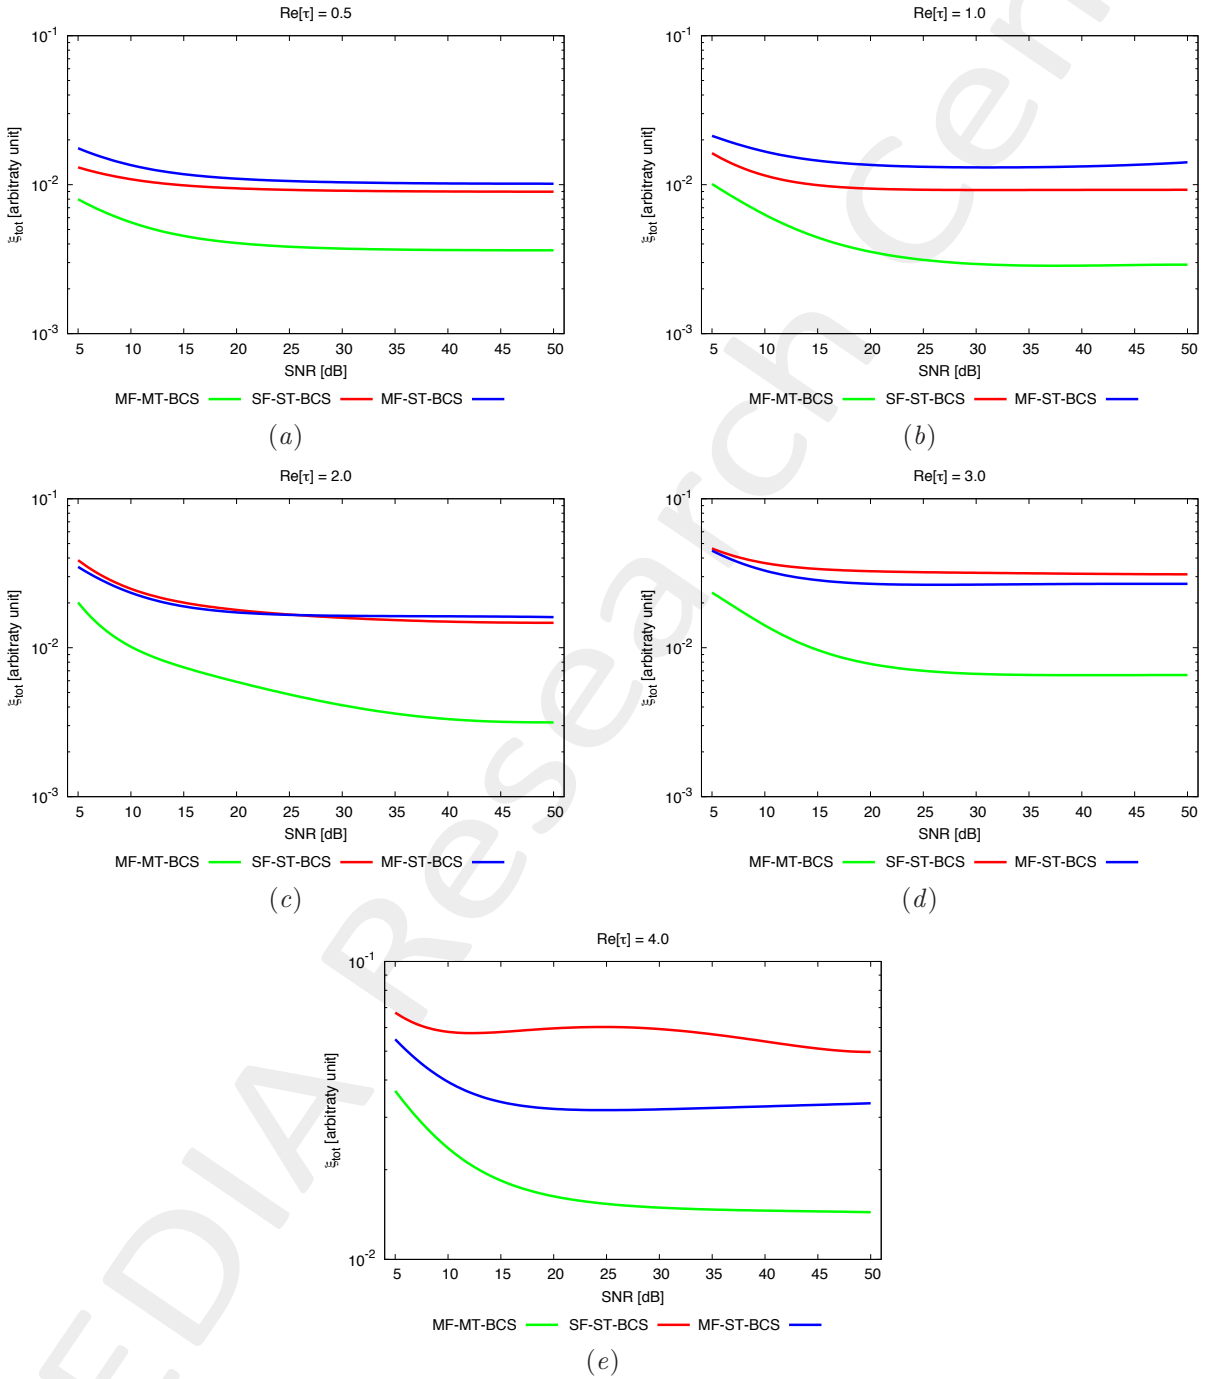 Re[τ] = 0.5
10⁻¹
10⁻²
10⁻³
ξtot [arbitraty unit]
5 10 15 20 25 30 35 40 45 50
SNR [dB]
MF-MT-BCS SF-ST-BCS MF-ST-BCS
(a)
Re[τ] = 1.0
10⁻¹
10⁻²
10⁻³
ξtot [arbitraty unit]
5 10 15 20 25 30 35 40 45 50
SNR [dB]
MF-MT-BCS SF-ST-BCS MF-ST-BCS
(b)
Re[τ] = 2.0
10⁻¹
10⁻²
10⁻³
ξtot [arbitraty unit]
5 10 15 20 25 30 35 40 45 50
SNR [dB]
MF-MT-BCS SF-ST-BCS MF-ST-BCS
(c)
Re[τ] = 3.0
10⁻¹
10⁻²
10⁻³
ξtot [arbitraty unit]
5 10 15 20 25 30 35 40 45 50
SNR [dB]
MF-MT-BCS SF-ST-BCS MF-ST-BCS
(d)
Re[τ] = 4.0
10⁻¹
10⁻²
ξtot [arbitraty unit]
5 10 15 20 25 30 35 40 45 50
SNR [dB]
MF-MT-BCS SF-ST-BCS MF-ST-BCS
(e)
EDIA Research Cen